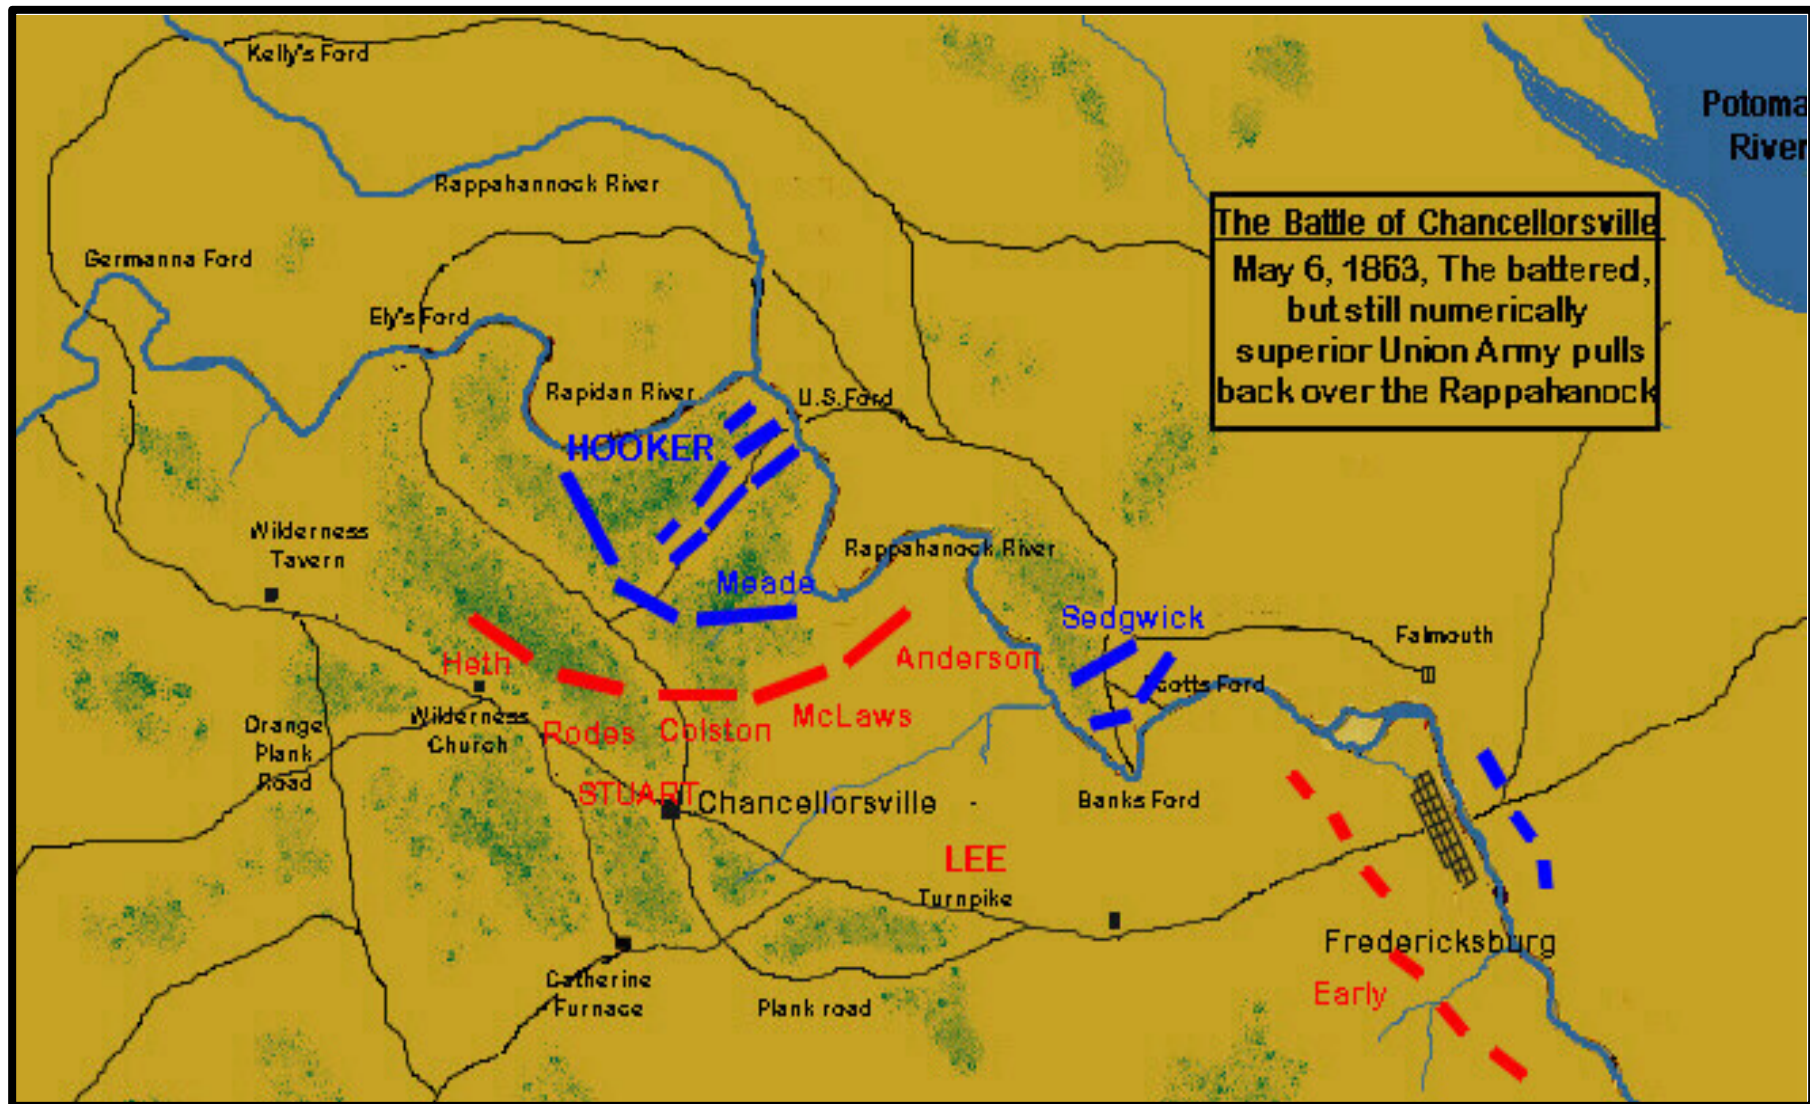 Kelly's Ford
Potoma
River
Rappahannock River
The Battle of Chancellorsville
May 6, 1863, The battered,
but still numerically
superior Union Army pulls
back over the Rappahanock
Germanna Ford
Ely's Ford
Rapidan River
U.S.Ford
HOOKER
Wilderness
Tavern
Rappahanock River
Meade
Sedgwick
Falmouth
Heth
Anderson
Scotts Ford
Orange
Plank
Road
Wilderness
Church
Rodes
Colston
McLaws
STUART
Chancellorsville
Banks Ford
LEE
Turnpike
Fredericksburg
Catherine
Furnace
Plank road
Early